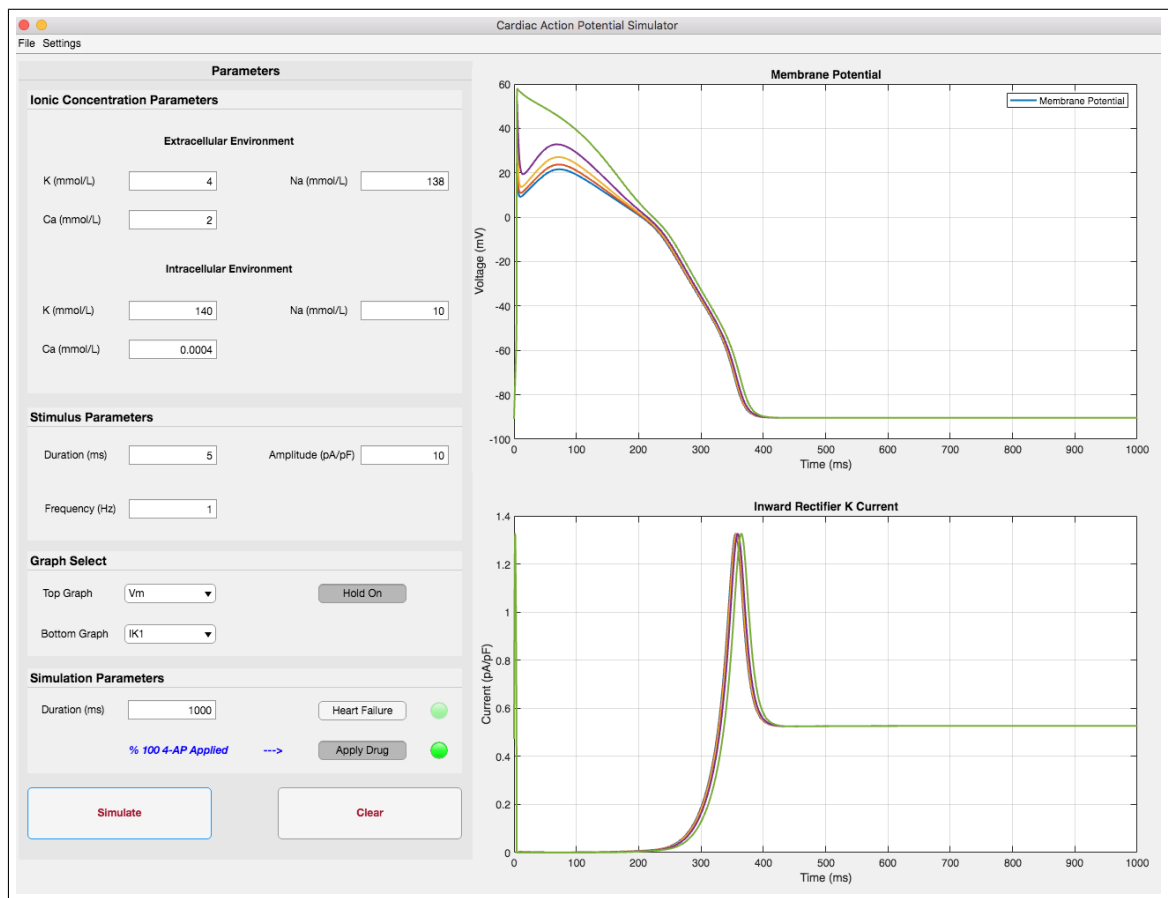 Cardiac Action Potential Simulator
File Settings
Parameters
Ionic Concentration Parameters
Extracellular Environment
K (mmol/L) 4 Na (mmol/L) 138
Ca (mmol/L) 2
Intracellular Environment
K (mmol/L) 140 Na (mmol/L) 10
Ca (mmol/L) 0.0004
Stimulus Parameters
Duration (ms) 5 Amplitude (pA/pF) 10
Frequency (Hz) 1
Graph Select
Top Graph Vm Hold On
Bottom Graph IK1
Simulation Parameters
Duration (ms) 1000 Heart Failure
% 100 4-AP Applied ---> Apply Drug
Simulate Clear
Membrane Potential
Membrane Potential
Voltage (mV)
60
40
20
0
-20
-40
-60
-80
-100
0 100 200 300 400 500 600 700 800 900 1000
Time (ms)
Inward Rectifier K Current
Current (pA/pF)
1.4
1.2
1
0.8
0.6
0.4
0.2
0
0 100 200 300 400 500 600 700 800 900 1000
Time (ms)